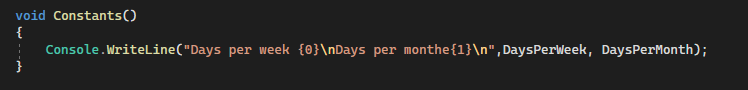 void Constants()
{
Console.WriteLine("Days per week {0}\nDays per monthe{1}\n",DaysPerWeek, DaysPerMonth);
}